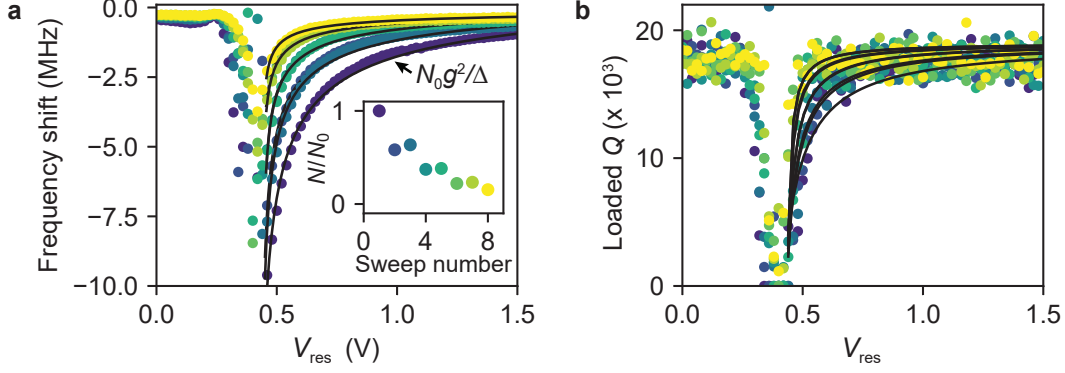 a
Frequency shift (MHz)
0.0
−2.5
−5.0
−7.5
−10.0
0.0
0.5
1.0
1.5
V_res (V)
N₀g²/Δ
N/N₀
1
0
0
4
8
Sweep number
b
Loaded Q (x 10³)
20
10
0
0.0
0.5
1.0
1.5
V_res